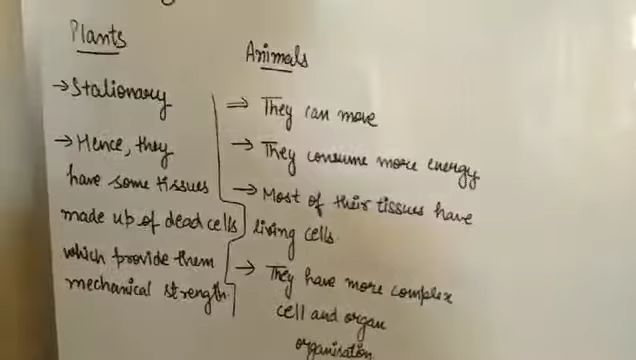 Plants
→ Stationary
→ Hence, they
have some tissues
made up of dead cells
which provide them
mechanical strength.
Animals
⇒ They can move
→ They consume more energy
→ Most of their tissues have
living cells.
→ They have more complex
cell and organ
organisation